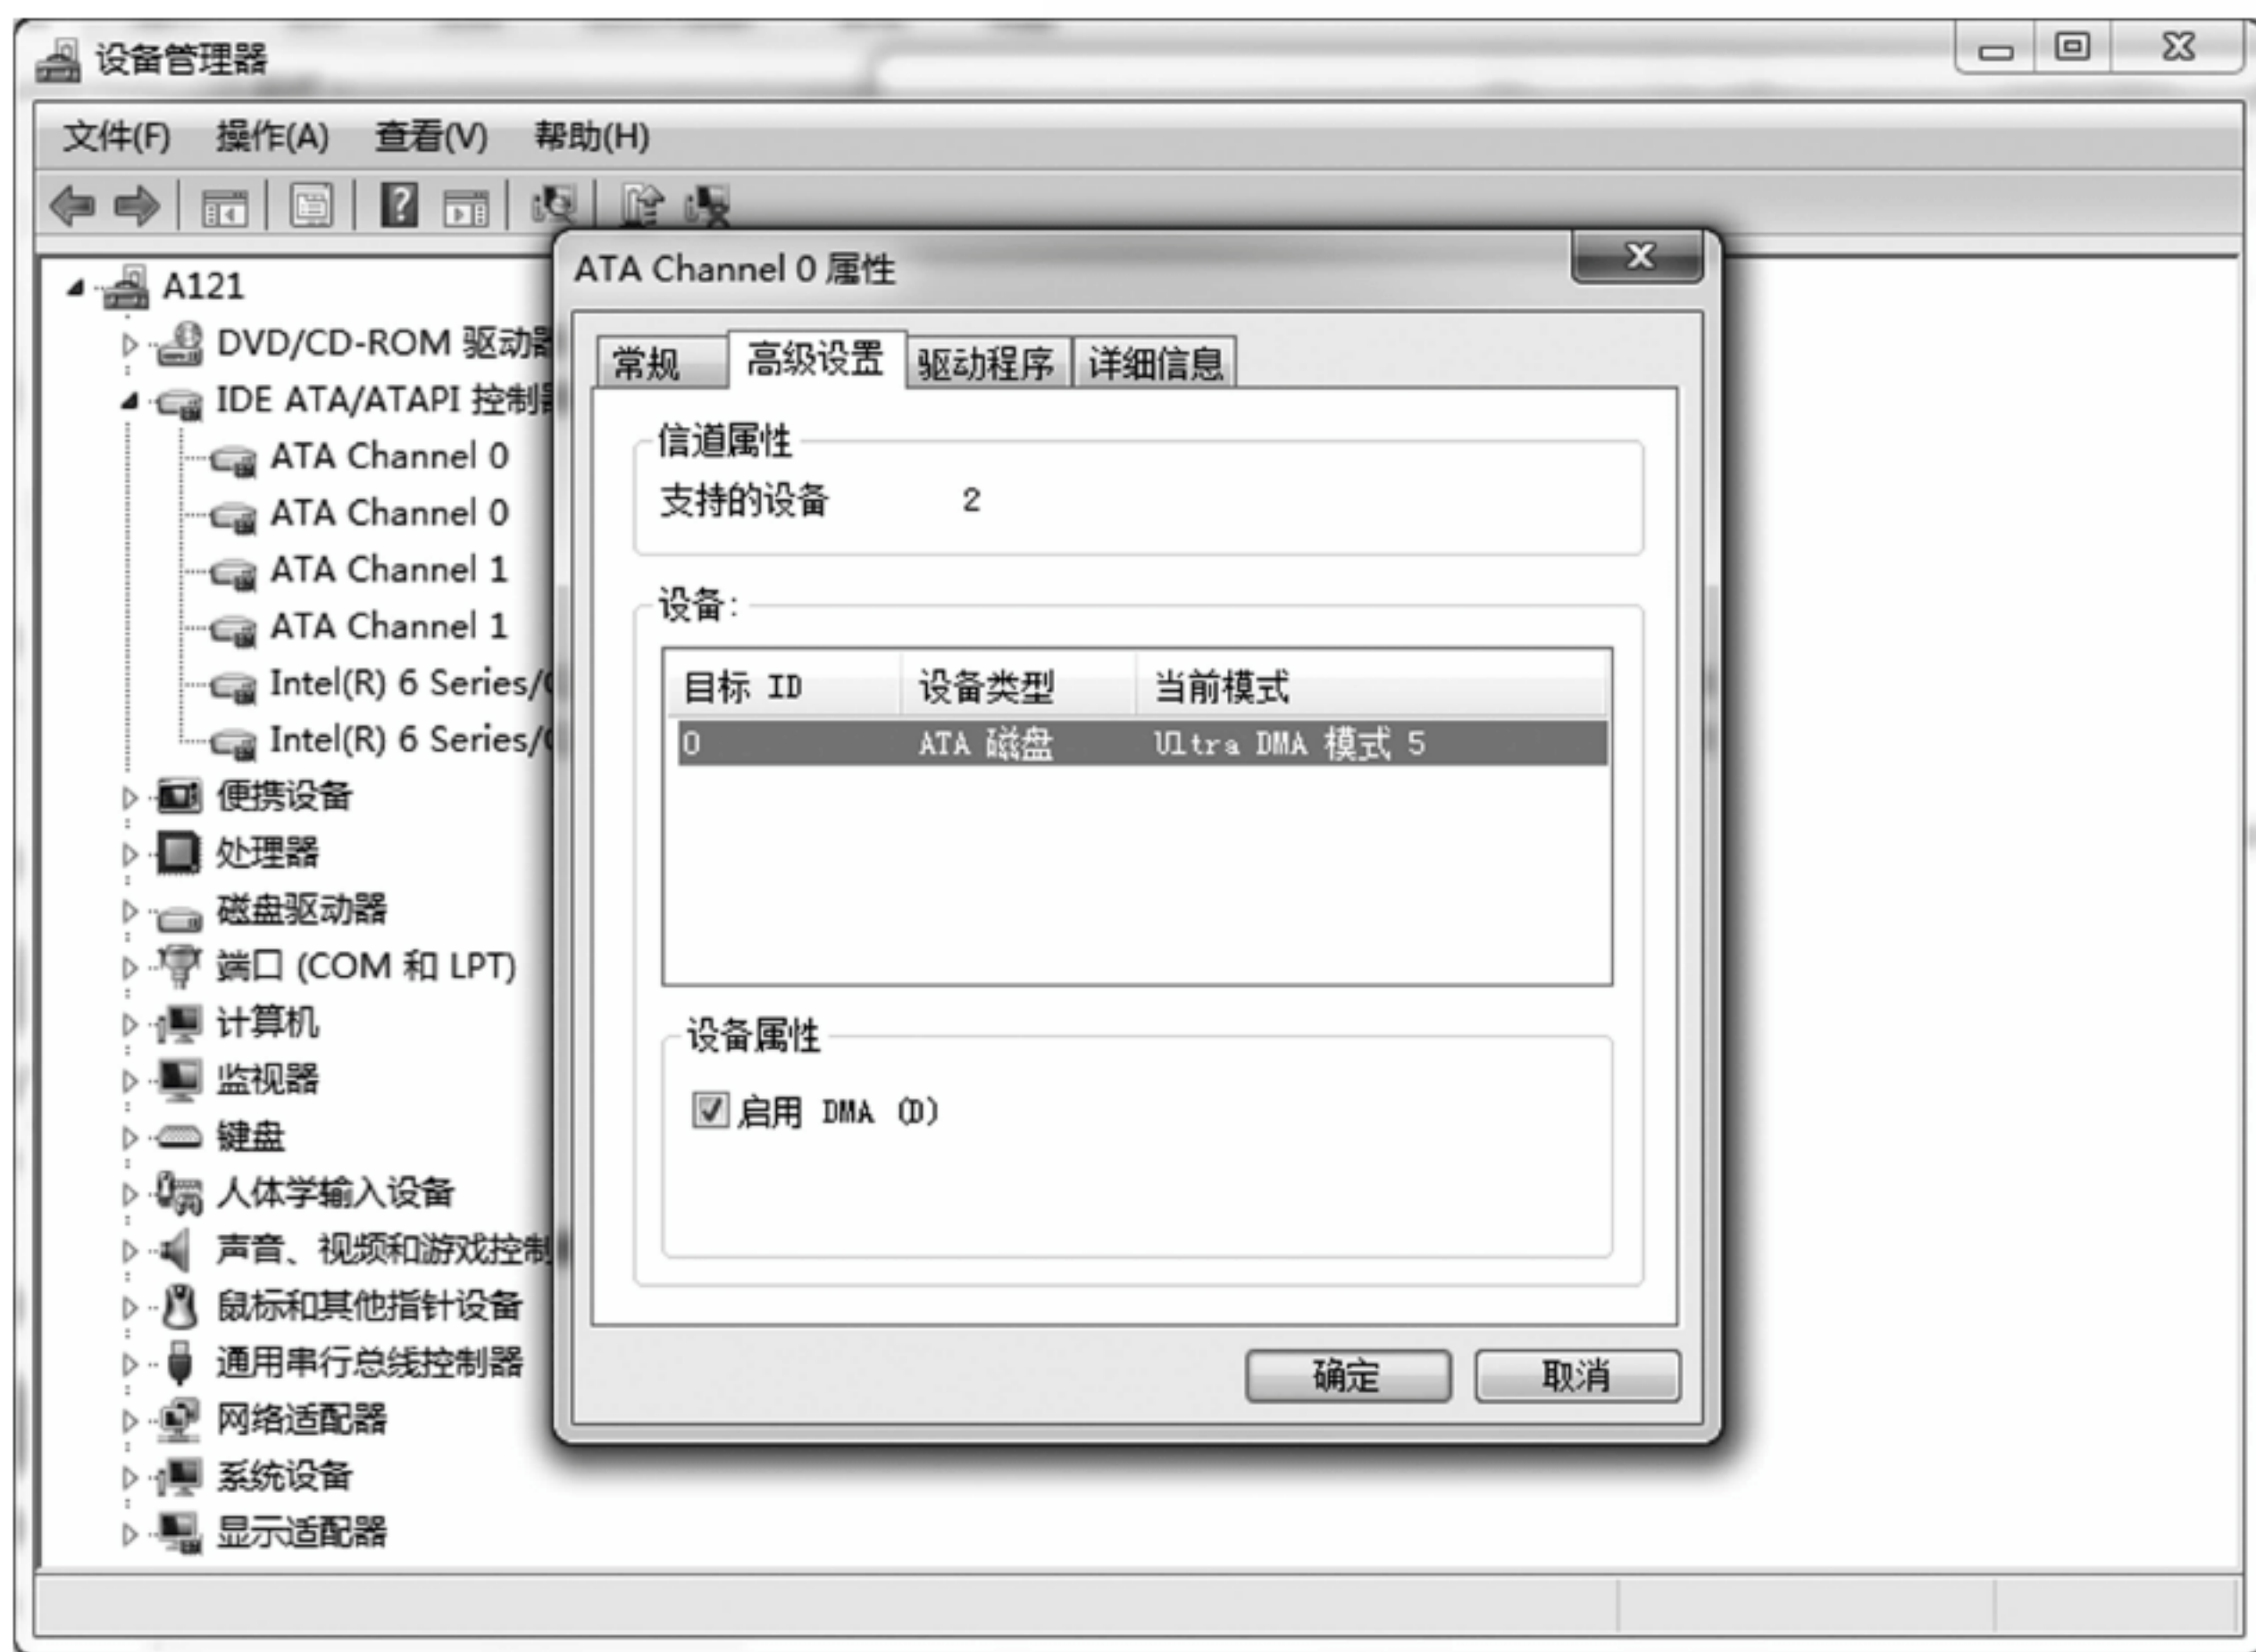 设备管理器
文件(F) 操作(A) 查看(V) 帮助(H)
A121
DVD/CD-ROM 驱动器
IDE ATA/ATAPI 控制器
ATA Channel 0
ATA Channel 0
ATA Channel 1
ATA Channel 1
Intel(R) 6 Series/
Intel(R) 6 Series/
便携设备
处理器
磁盘驱动器
端口 (COM 和 LPT)
计算机
监视器
键盘
人体学输入设备
声音、视频和游戏控制
鼠标和其他指针设备
通用串行总线控制器
网络适配器
系统设备
显示适配器
ATA Channel 0 属性
常规 高级设置 驱动程序 详细信息
信道属性
支持的设备 2
设备:
目标 ID 设备类型 当前模式
0 ATA 磁盘 Ultra DMA 模式 5
设备属性
启用 DMA (D)
确定 取消